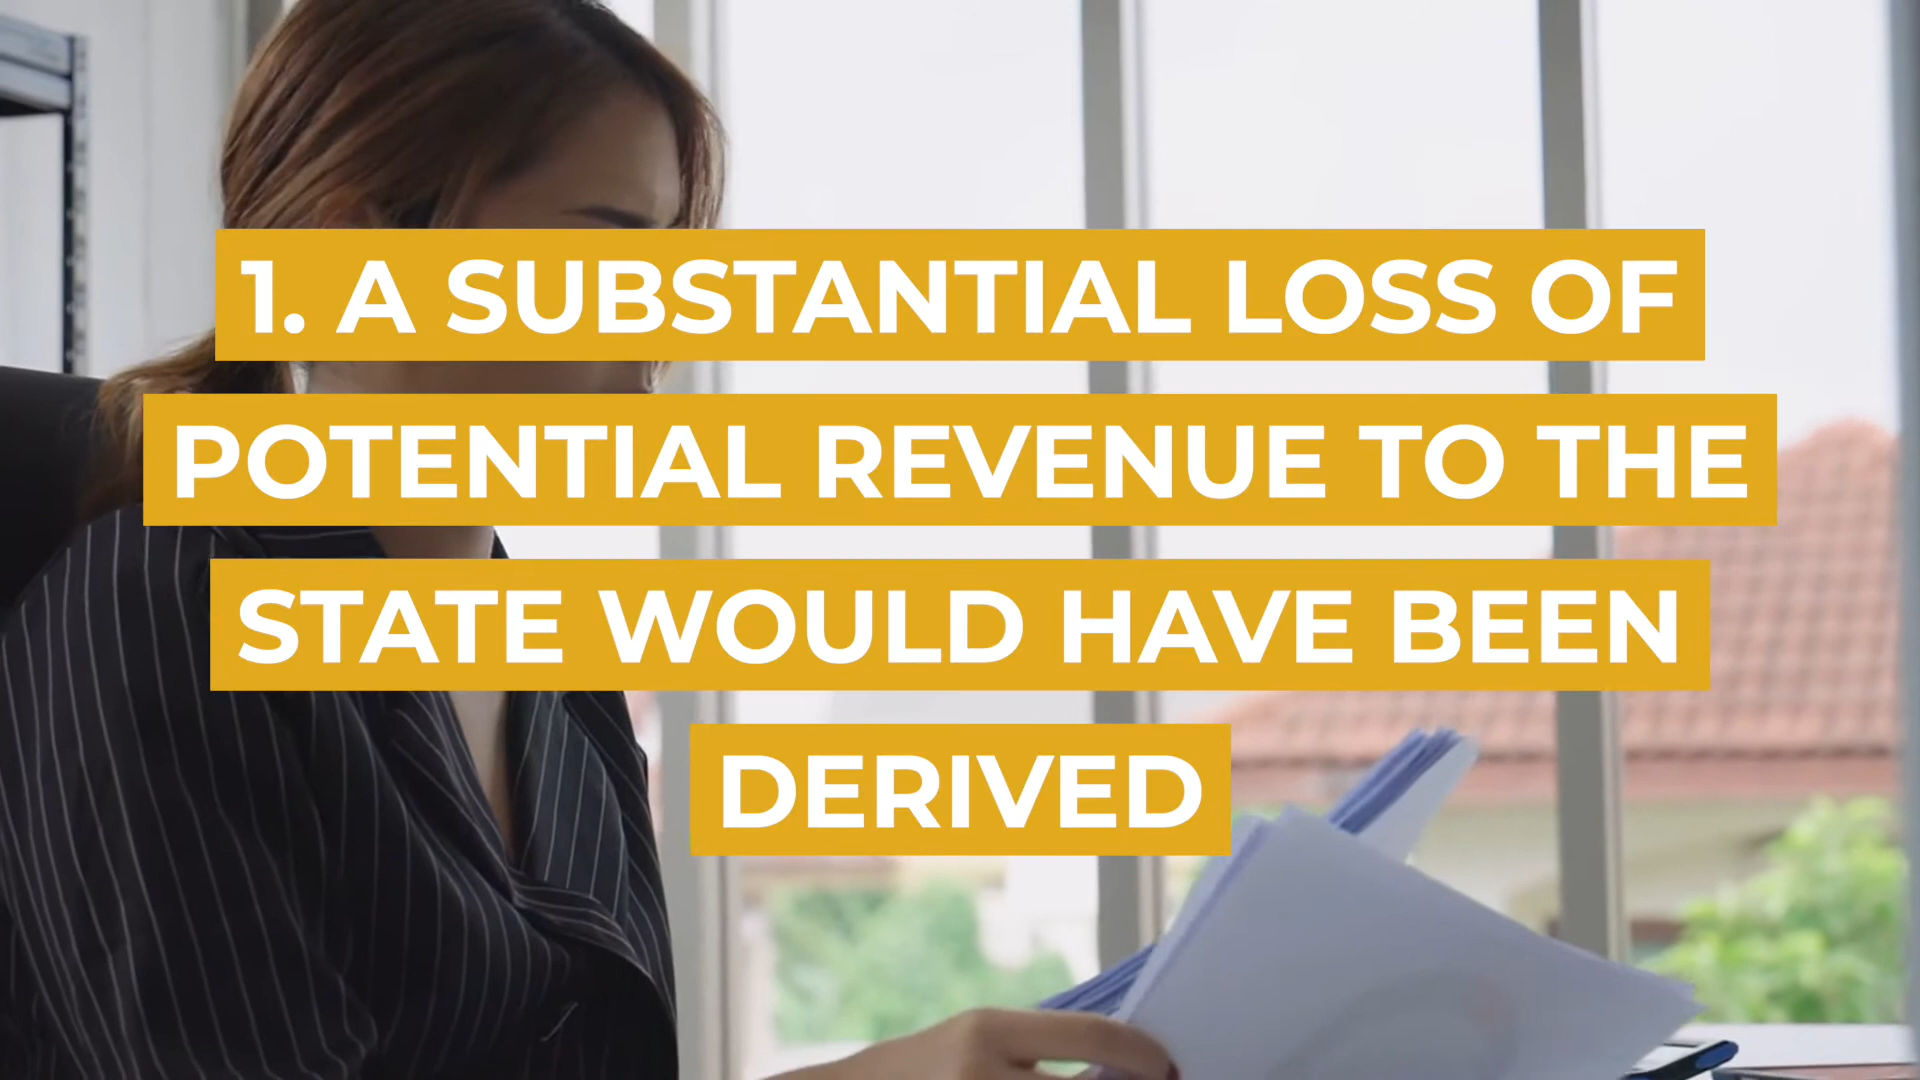 1. A SUBSTANTIAL LOSS OF
POTENTIAL REVENUE TO THE
STATE WOULD HAVE BEEN
DERIVED